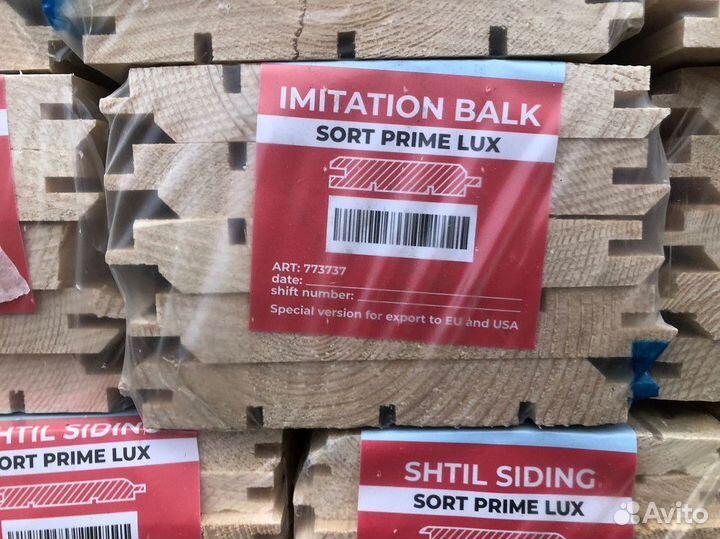 IMITATION BALK
SORT PRIME LUX
ART: 773737
date:
shift number:
Special version for export to EU and USA
SHTIL SIDING
SORT PRIME LUX
SHTIL SIDING
SORT PRIME LUX
Avito